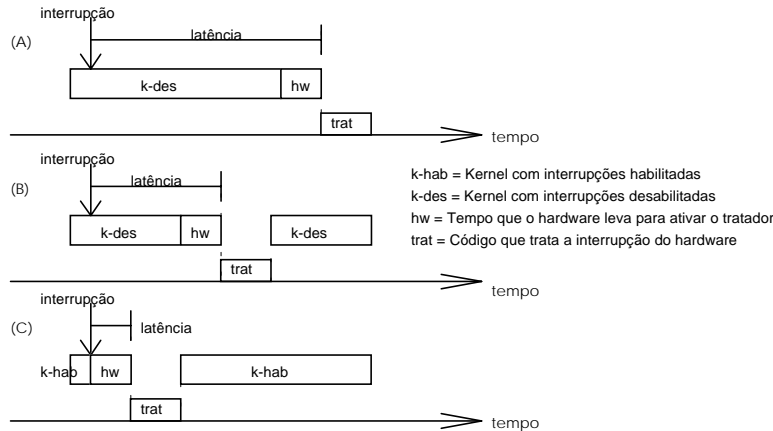 interrupção
(A)
latência
k-des
hw
trat
tempo
interrupção
(B)
latência
k-des
hw
k-des
trat
tempo
k-hab = Kernel com interrupções habilitadas
k-des = Kernel com interrupções desabilitadas
hw = Tempo que o hardware leva para ativar o tratador
trat = Código que trata a interrupção do hardware
interrupção
(C)
latência
k-hab
hw
k-hab
trat
tempo